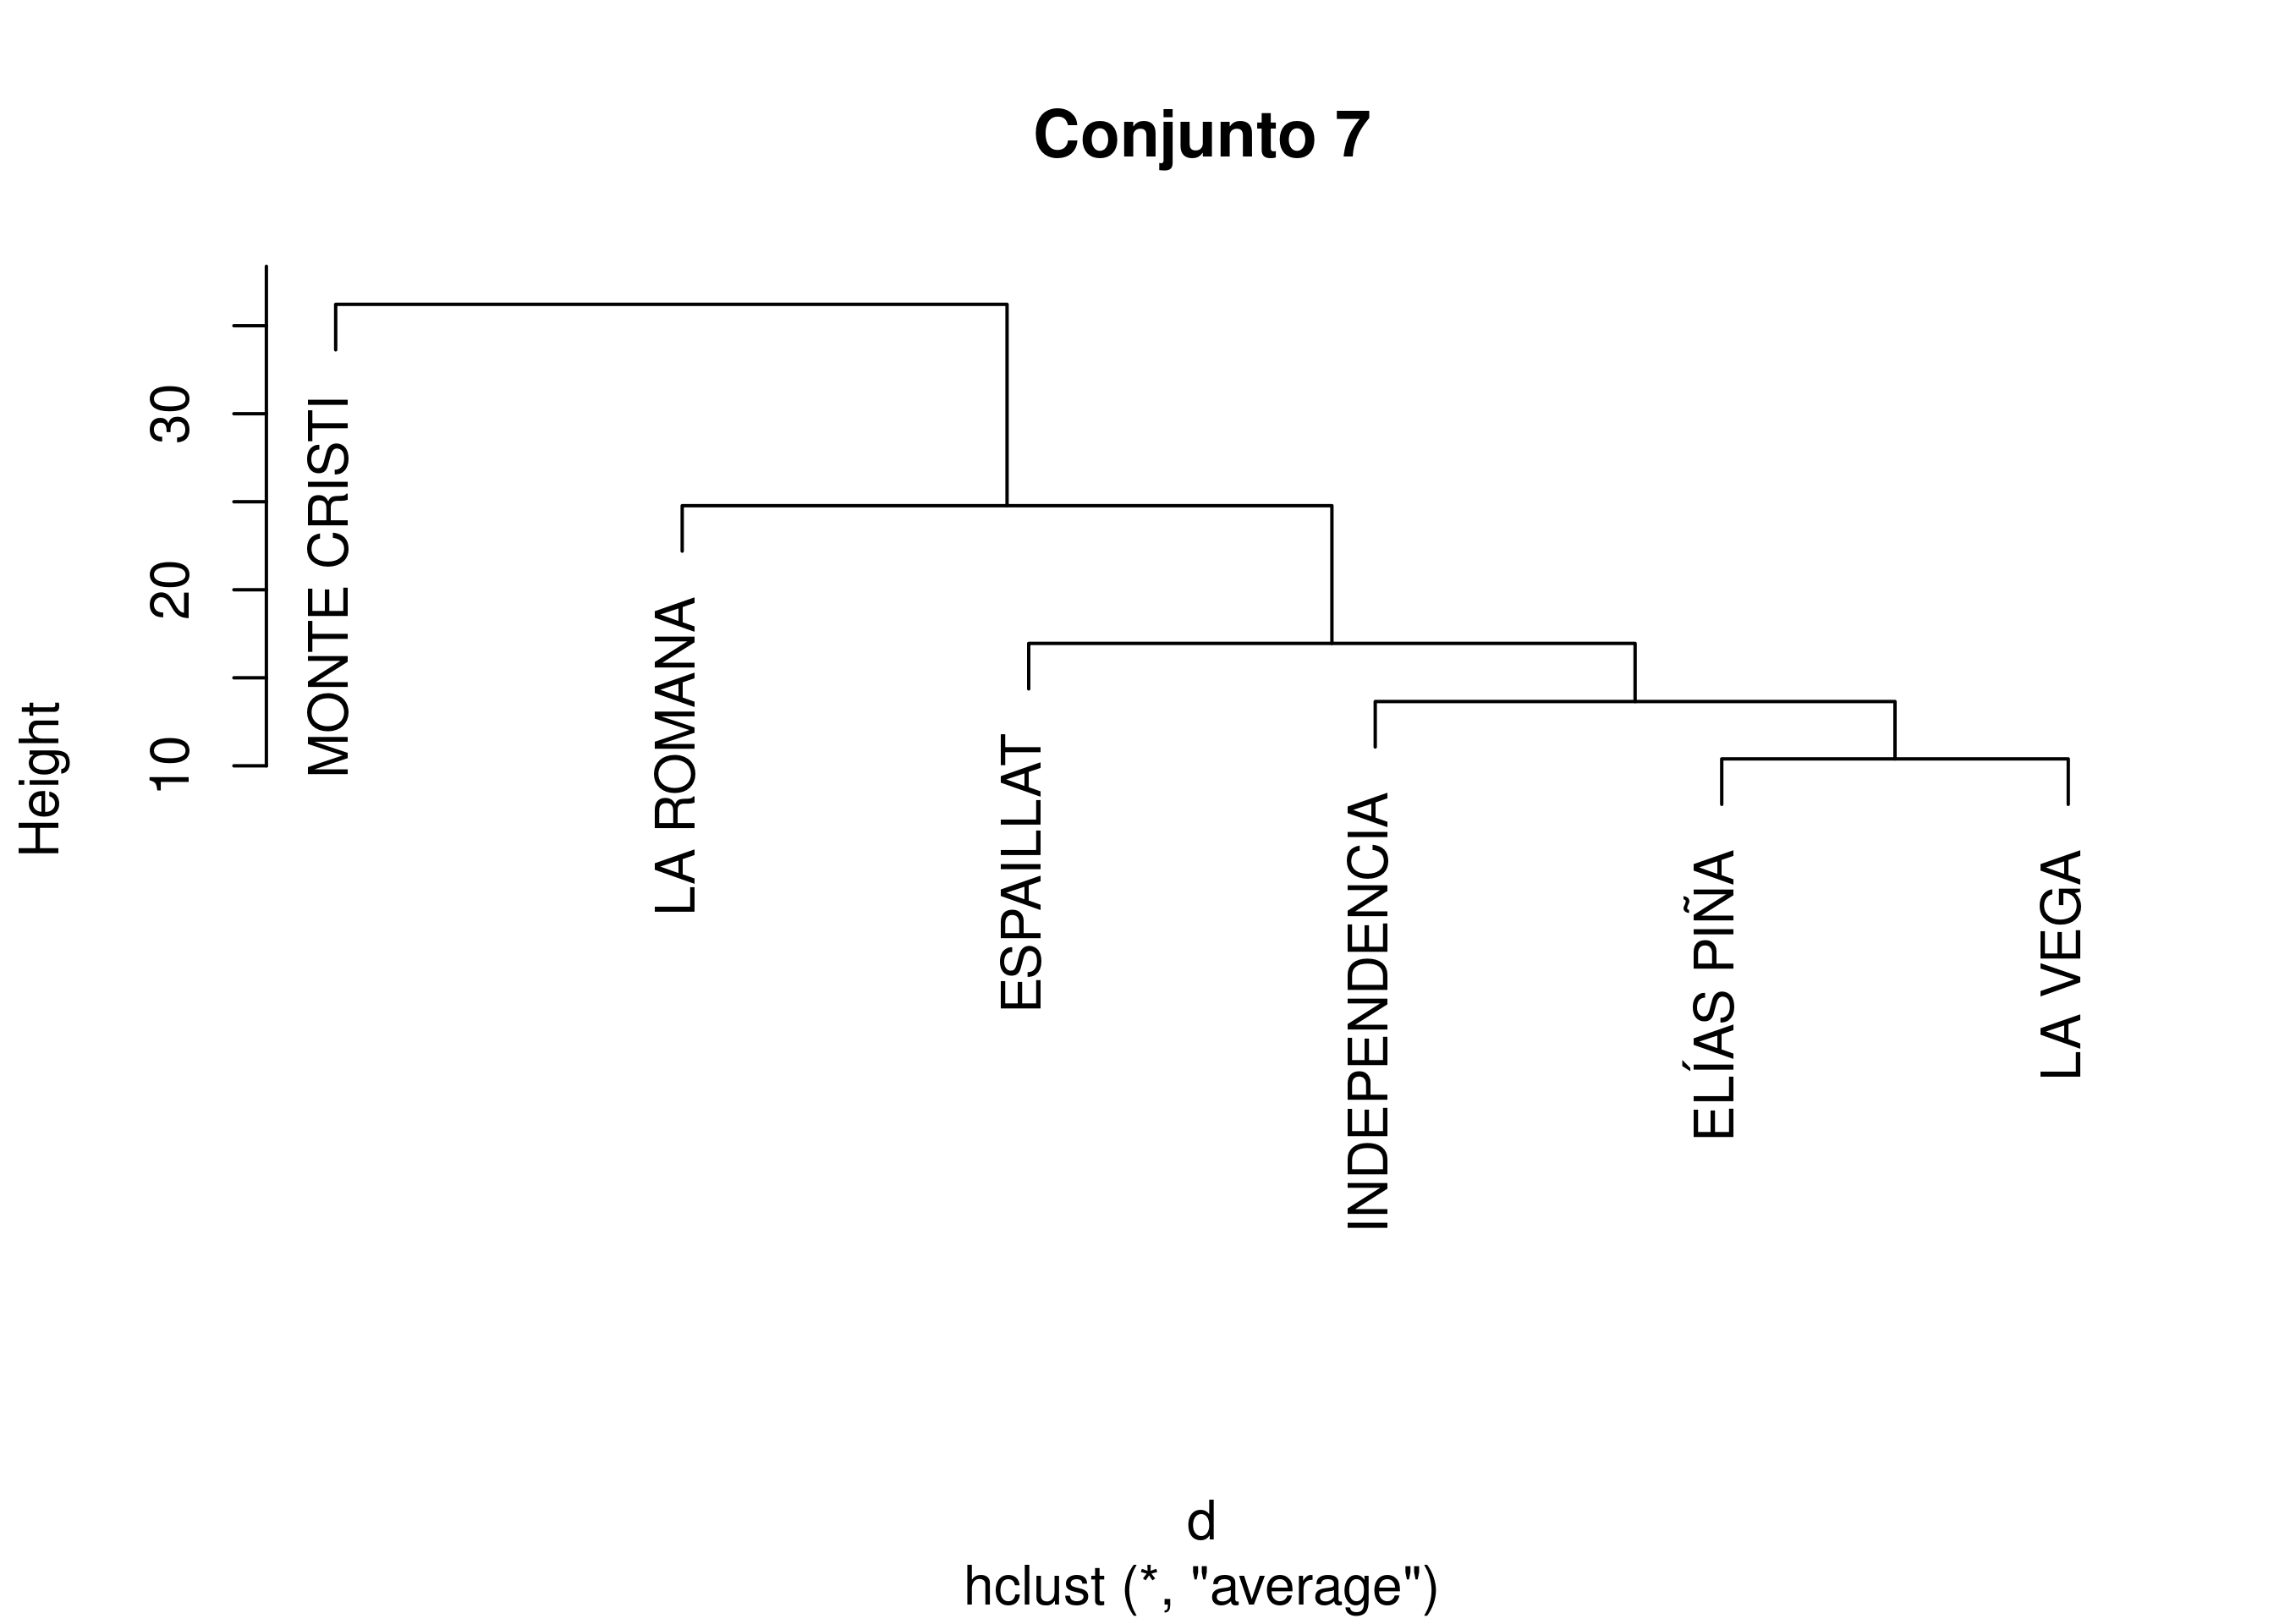 Conjunto 7
Height
10
20
30
MONTE CRISTI
LA ROMANA
ESPAILLAT
INDEPENDENCIA
ELÍAS PIÑA
LA VEGA
d
hclust (*, "average")